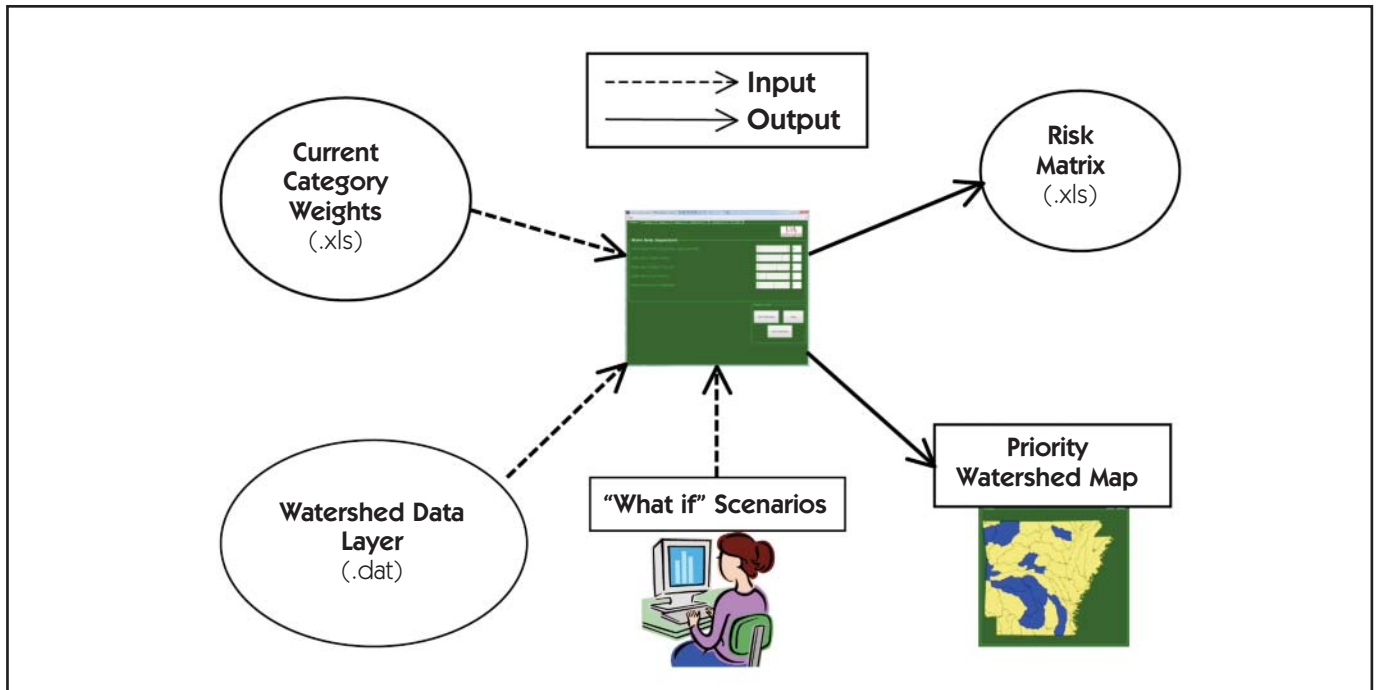 Input
Output
Current
Category
Weights
(.xls)
Risk
Matrix
(.xls)
Watershed Data
Layer
(.dat)
“What if” Scenarios
Priority
Watershed Map